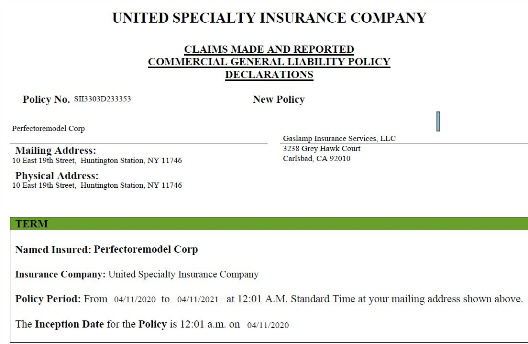 UNITED SPECIALTY INSURANCE COMPANY
CLAIMS MADE AND REPORTED
COMMERCIAL GENERAL LIABILITY POLICY
DECLARATIONS
Policy No. SII3303D233353 New Policy
Perfectoremodel Corp
Mailing Address:
10 East 19th Street, Huntington Station, NY 11746
Physical Address:
10 East 19th Street, Huntington Station, NY 11746
Gaslamp Insurance Services, LLC
3238 Grey Hawk Court
Carlsbad, CA 92010
TERM
Named Insured: Perfectoremodel Corp
Insurance Company: United Specialty Insurance Company
Policy Period: From 04/11/2020 to 04/11/2021 at 12:01 A.M. Standard Time at your mailing address shown above.
The Inception Date for the Policy is 12:01 a.m. on 04/11/2020